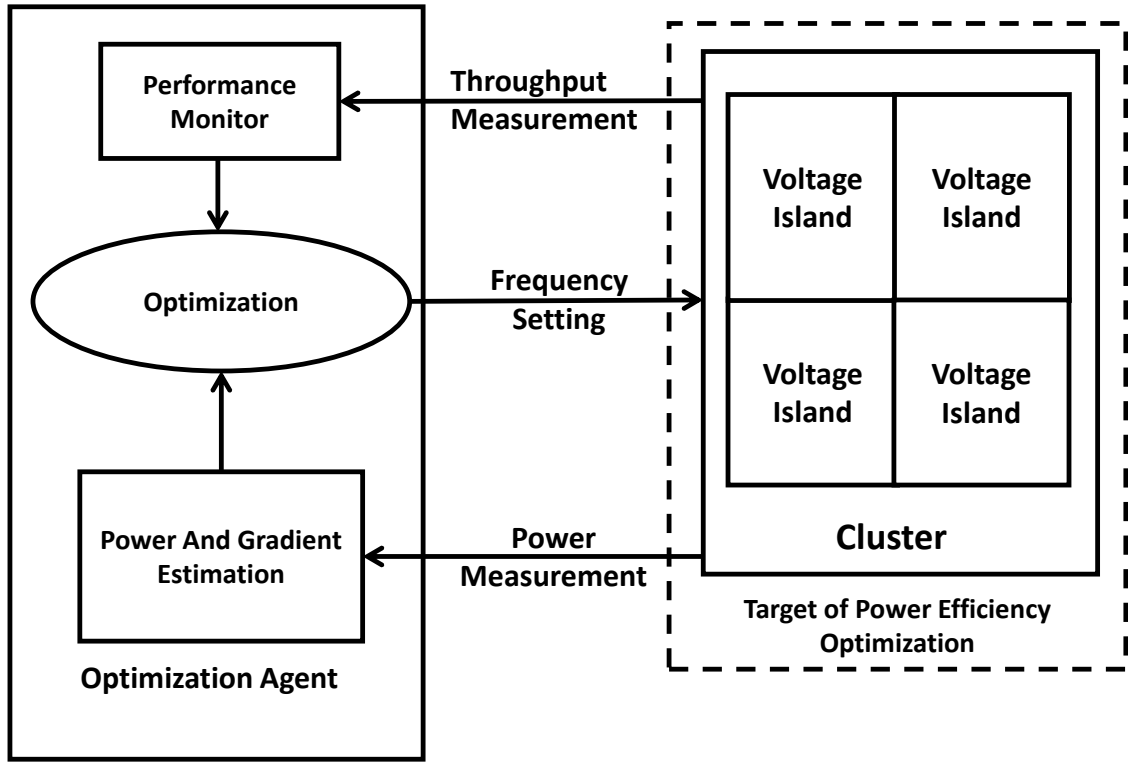 Performance
Monitor
Optimization
Power And Gradient
Estimation
Optimization Agent
Throughput
Measurement
Frequency
Setting
Power
Measurement
Voltage
Island
Voltage
Island
Voltage
Island
Voltage
Island
Cluster
Target of Power Efficiency
Optimization